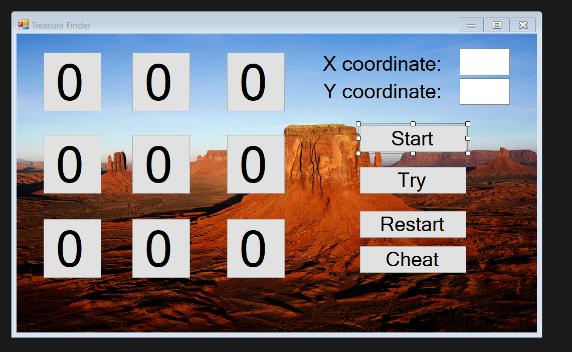 Treasure Finder
0 0 0
X coordinate:
Y coordinate:
0 0 0
Start
Try
0 0 0
Restart
Cheat